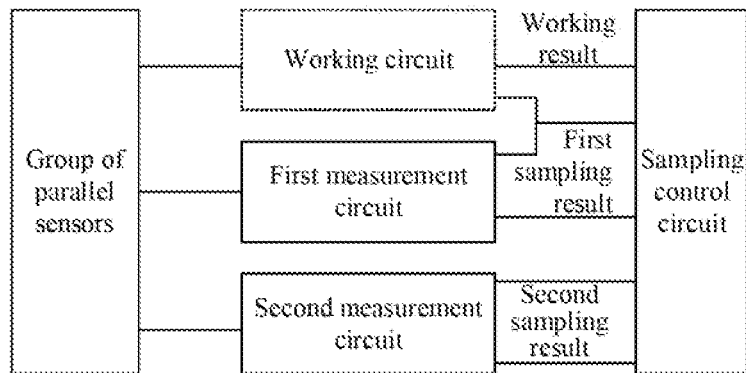 Group of
parallel
sensors
Working circuit
First measurement
circuit
Second measurement
circuit
Working
result
First
sampling
result
Second
sampling
result
Sampling
control
circuit